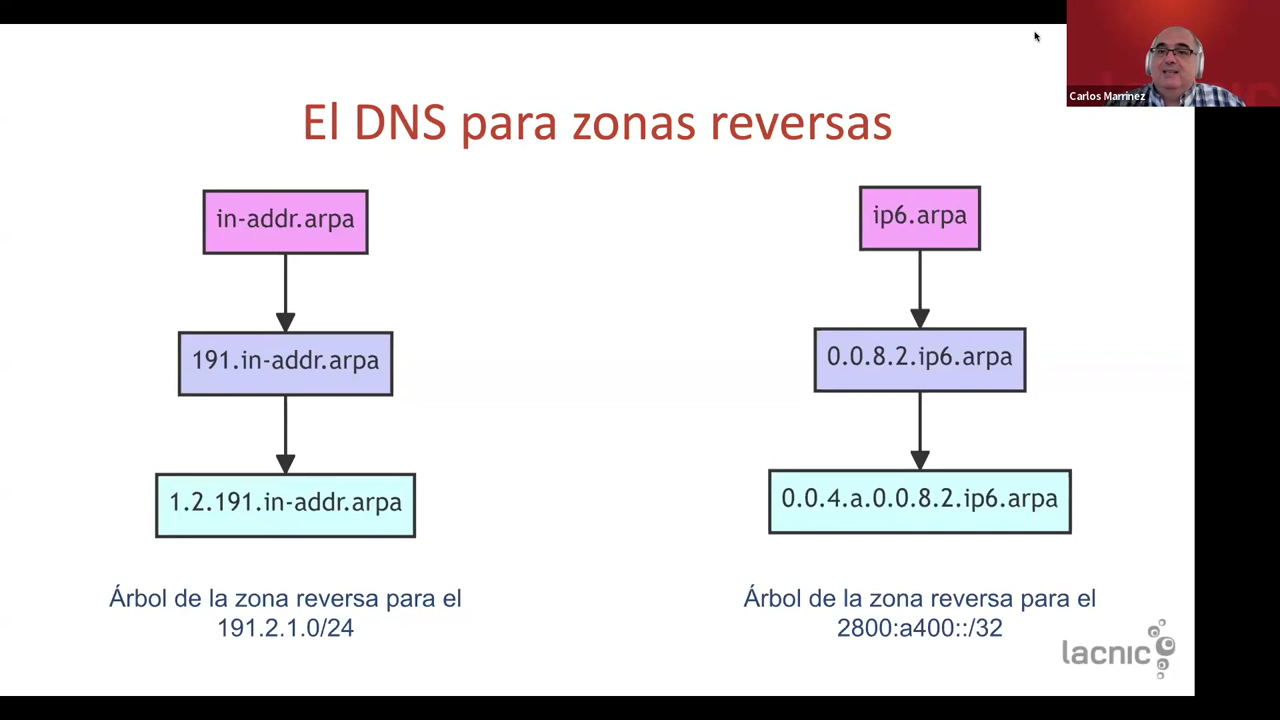 Carlos Marrinez
El DNS para zonas reversas
in-addr.arpa
191.in-addr.arpa
1.2.191.in-addr.arpa
Árbol de la zona reversa para el
191.2.1.0/24
ip6.arpa
0.0.8.2.ip6.arpa
0.0.4.a.0.0.8.2.ip6.arpa
Árbol de la zona reversa para el
2800:a400::/32
lacnic